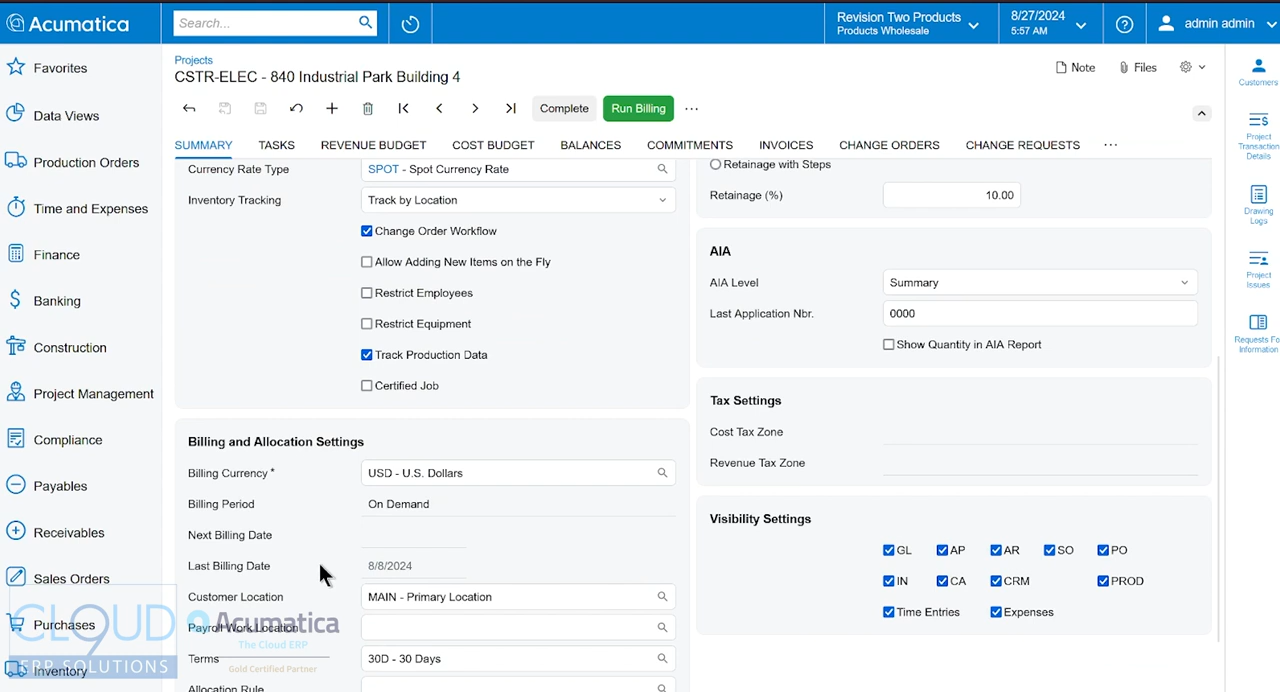 Acumatica
Search...
Revision Two Products
Products Wholesale
8/27/2024
5:57 AM
admin admin
Favorites
Data Views
Production Orders
Time and Expenses
Finance
Banking
Construction
Project Management
Compliance
Payables
Receivables
Sales Orders
Purchases
Inventory
Projects
CSTR-ELEC - 840 Industrial Park Building 4
Note
Files
Complete
Run Billing
SUMMARY
TASKS
REVENUE BUDGET
COST BUDGET
BALANCES
COMMITMENTS
INVOICES
CHANGE ORDERS
CHANGE REQUESTS
Currency Rate Type
SPOT - Spot Currency Rate
Inventory Tracking
Track by Location
Change Order Workflow
Allow Adding New Items on the Fly
Restrict Employees
Restrict Equipment
Track Production Data
Certified Job
Billing and Allocation Settings
Billing Currency *
USD - U.S. Dollars
Billing Period
On Demand
Next Billing Date
Last Billing Date
8/8/2024
Customer Location
MAIN - Primary Location
Payroll Work Location
Terms
30D - 30 Days
Allocation Rule
Retainage with Steps
Retainage (%)
10.00
AIA
AIA Level
Summary
Last Application Nbr.
0000
Show Quantity in AIA Report
Tax Settings
Cost Tax Zone
Revenue Tax Zone
Visibility Settings
GL
AP
AR
SO
PO
IN
CA
CRM
PROD
Time Entries
Expenses
Customers
Project
Transaction
Details
Drawing
Logs
Project
Issues
Requests Fo
Information
CLOUD 9
ERP SOLUTIONS
Acumatica
The Cloud ERP
Gold Certified Partner